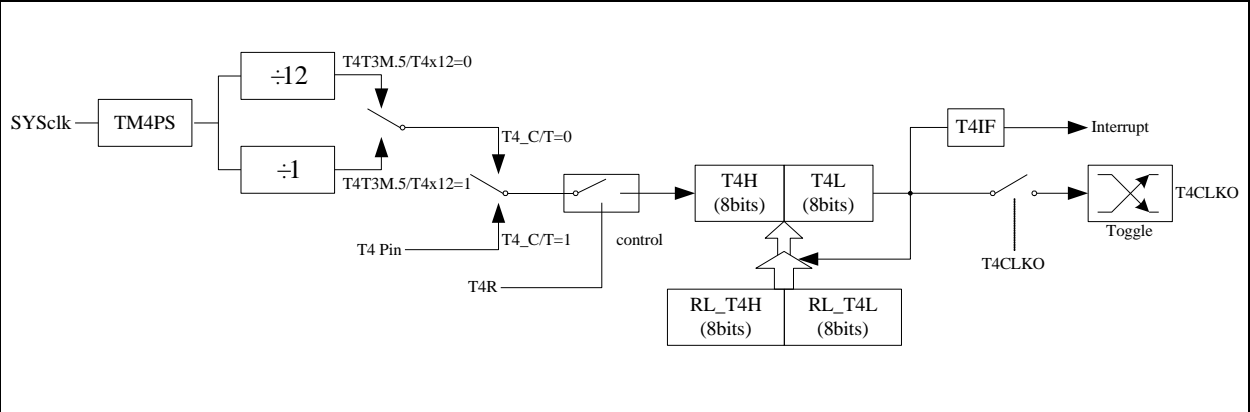 T4T3M.5/T4x12=0
÷12
SYSclk
TM4PS
T4_C/T=0
÷1
T4T3M.5/T4x12=1
T4 Pin
T4_C/T=1
control
T4R
T4H
(8bits)
T4L
(8bits)
T4IF
Interrupt
T4CLKO
Toggle
T4CLKO
RL_T4H
(8bits)
RL_T4L
(8bits)